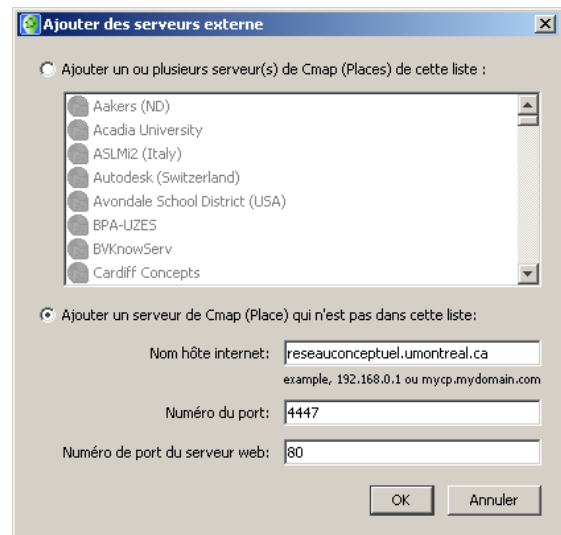 Ajouter des serveurs externe
Ajouter un ou plusieurs serveur(s) de Cmap (Places) de cette liste :
Aakers (ND)
Acadia University
ASLMi2 (Italy)
Autodesk (Switzerland)
Avondale School District (USA)
BPA-UZES
BVKnowServ
Cardiff Concepts
Ajouter un serveur de Cmap (Place) qui n'est pas dans cette liste:
Nom hôte internet: reseauconceptuel.umontreal.ca
example, 192.168.0.1 ou mycp.mydomain.com
Numéro du port: 4447
Numéro de port du serveur web: 80
OK Annuler